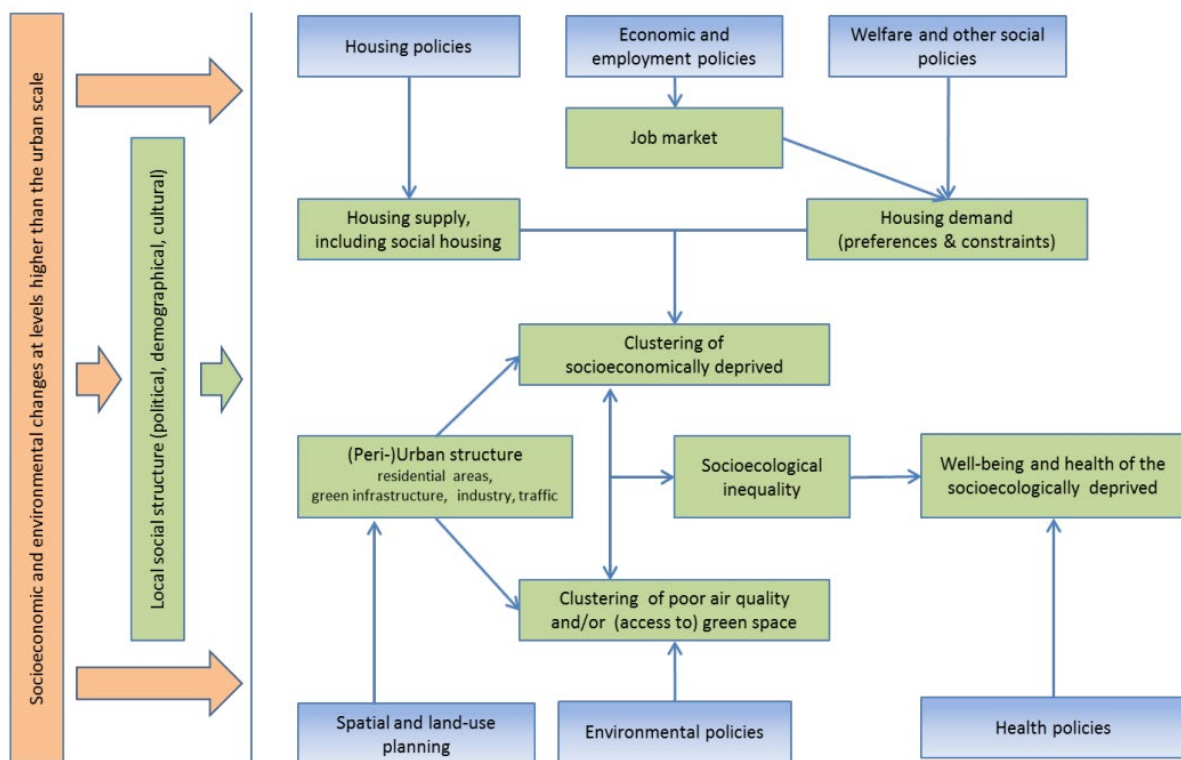 Socioeconomic and environmental changes at levels higher than the urban scale
Local social structure (political, demographical, cultural)
Housing policies
Economic and
employment policies
Welfare and other social
policies
Job market
Housing supply,
including social housing
Housing demand
(preferences & constraints)
Clustering of
socioeconomically deprived
(Peri-)Urban structure
residential areas,
green infrastructure, industry, traffic
Socioecological
inequality
Well-being and health of the
socioecologically deprived
Clustering of poor air quality
and/or (access to) green space
Spatial and land-use
planning
Environmental policies
Health policies